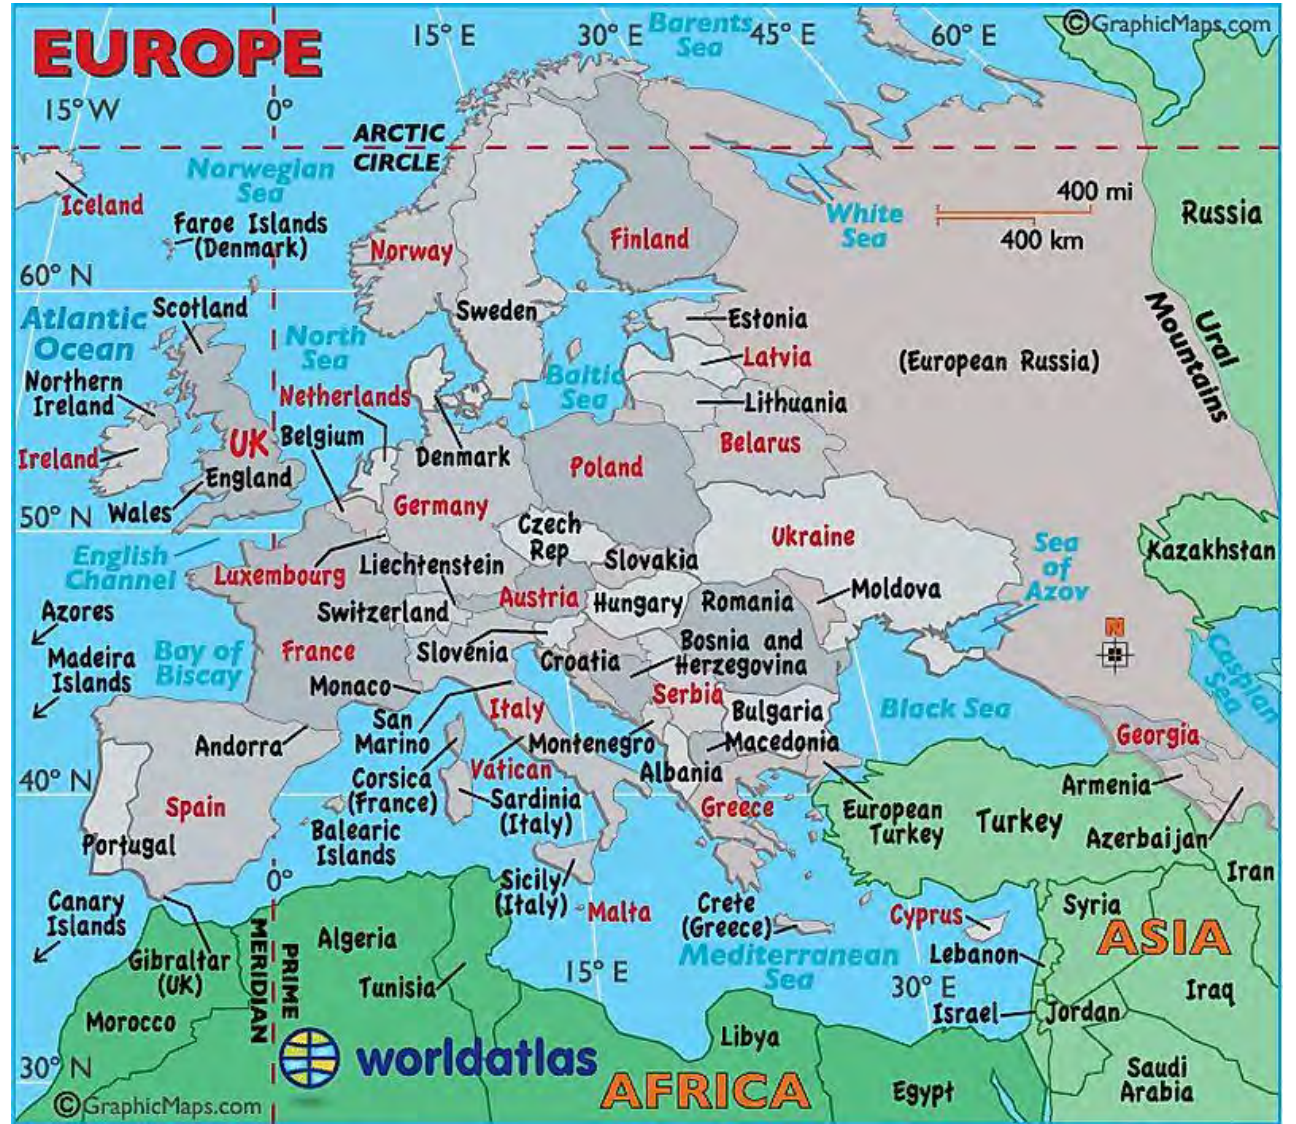 EUROPE
15° E
30° E
Barents
Sea
45° E
60° E
©GraphicMaps.com
15° W
0°
ARCTIC
CIRCLE
Norwegian
Sea
Iceland
Faroe Islands
(Denmark)
Norway
Finland
White
Sea
400 mi
400 km
Russia
60° N
Scotland
Sweden
Atlantic
Ocean
North
Sea
Estonia
Latvia
Ural
Mountains
(European Russia)
Northern
Ireland
Netherlands
Baltic
Sea
Lithuania
Ireland
UK
Belgium
Denmark
Poland
Belarus
England
Wales
Germany
50° N
Czech
Rep
Slovakia
Ukraine
Sea
of
Azov
Kazakhstan
English
Channel
Luxembourg
Liechtenstein
Austria
Hungary
Romania
Moldova
Azores
Switzerland
N
Madeira
Islands
Bay of
Biscay
France
Slovenia
Croatia
Bosnia and
Herzegovina
Caspian
Sea
Monaco
San
Marino
Italy
Serbia
Bulgaria
Black Sea
Georgia
Andorra
Montenegro
Macedonia
40° N
Corsica
(France)
Vatican
Albania
Armenia
Spain
Sardinia
(Italy)
Greece
European
Turkey
Turkey
Azerbaijan
Portugal
Balearic
Islands
Iran
0°
Canary
Islands
Sicily
(Italy)
Malta
Crete
(Greece)
Cyprus
Syria
ASIA
Gibraltar
(UK)
PRIME
MERIDIAN
Algeria
Tunisia
15° E
Mediterranean
Sea
30° E
Lebanon
Israel
Jordan
Iraq
Morocco
worldatlas
Libya
30° N
AFRICA
Egypt
Saudi
Arabia
©GraphicMaps.com